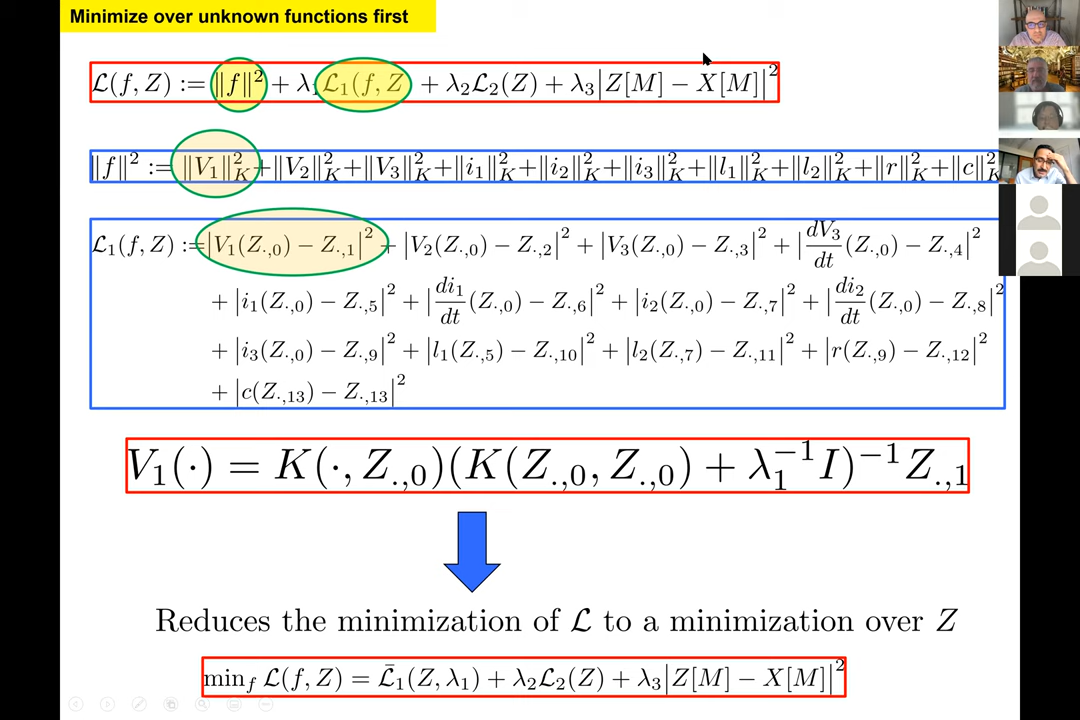 Minimize over unknown functions first
ℒ(f, Z) := ‖f‖² + λ₁ℒ₁(f, Z + λ₂ℒ₂(Z) + λ₃|Z[M] − X[M]|²
‖f‖² := ‖V₁‖²_K + ‖V₂‖²_K + ‖V₃‖²_K + ‖i₁‖²_K + ‖i₂‖²_K + ‖i₃‖²_K + ‖l₁‖²_K + ‖l₂‖²_K + ‖r‖²_K + ‖c‖²_K
ℒ₁(f, Z) := |V₁(Z.,₀) − Z.,₁|² + |V₂(Z.,₀) − Z.,₂|² + |V₃(Z.,₀) − Z.,₃|² + |dV₃/dt(Z.,₀) − Z.,₄|²
+ |i₁(Z.,₀) − Z.,₅|² + |di₁/dt(Z.,₀) − Z.,₆|² + |i₂(Z.,₀) − Z.,₇|² + |di₂/dt(Z.,₀) − Z.,₈|²
+ |i₃(Z.,₀) − Z.,₉|² + |l₁(Z.,₅) − Z.,₁₀|² + |l₂(Z.,₇) − Z.,₁₁|² + |r(Z.,₉) − Z.,₁₂|²
+ |c(Z.,₁₃) − Z.,₁₃|²
V₁(·) = K(·, Z.,₀)(K(Z.,₀, Z.,₀) + λ₁⁻¹I)⁻¹Z.,₁
Reduces the minimization of ℒ to a minimization over Z
min_f ℒ(f, Z) = ℒ̄₁(Z, λ₁) + λ₂ℒ₂(Z) + λ₃|Z[M] − X[M]|²